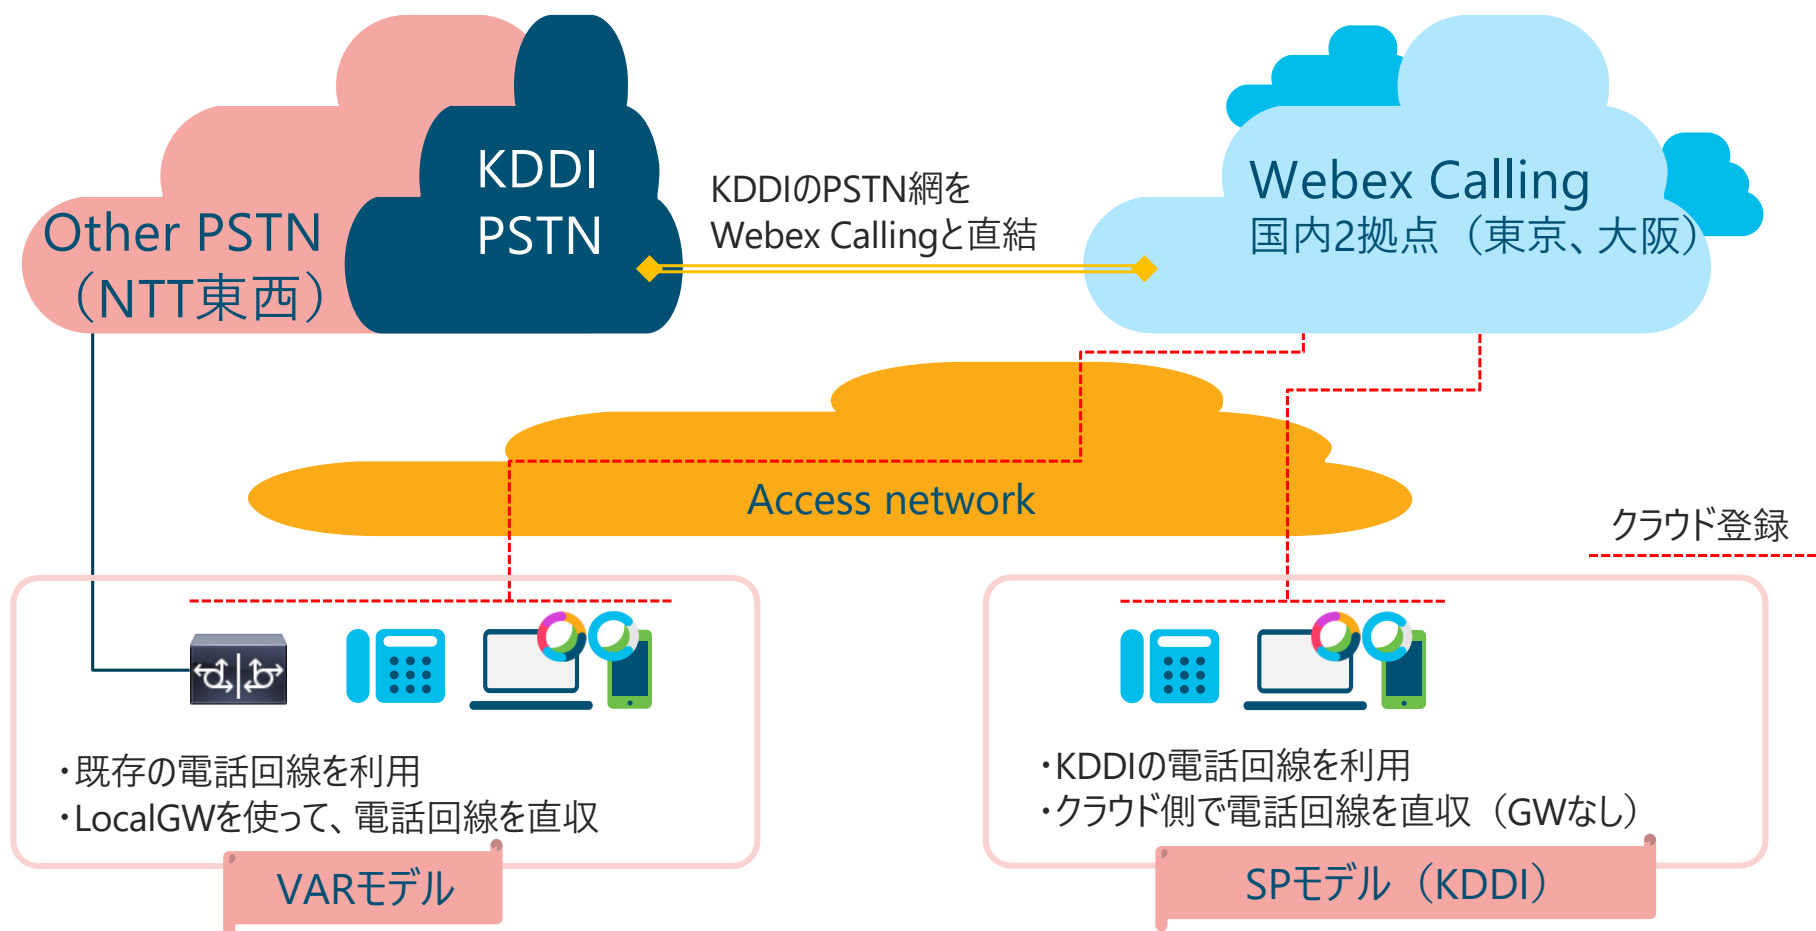 Other PSTN
（NTT東西）
KDDI
PSTN
KDDIのPSTN網を
Webex Callingと直結
Webex Calling
国内2拠点（東京、大阪）
Access network
クラウド登録
・既存の電話回線を利用
・LocalGWを使って、電話回線を直収
VARモデル
・KDDIの電話回線を利用
・クラウド側で電話回線を直収（GWなし）
SPモデル（KDDI）